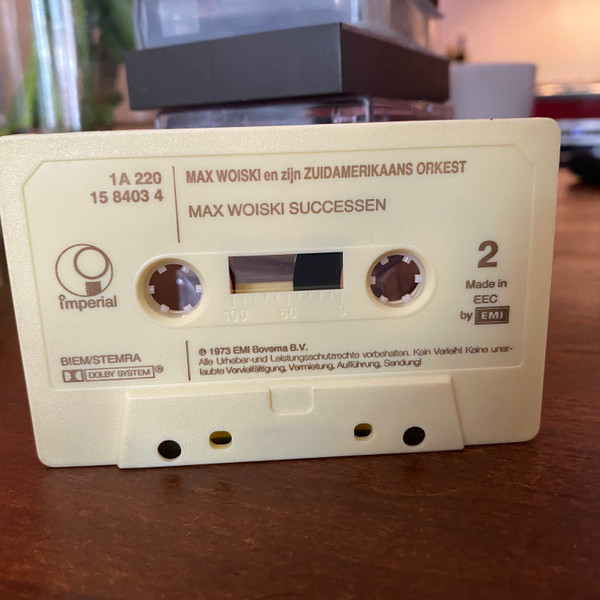 1A 220
15 8403 4
MAX WOISKI en zijn ZUIDAMERIKAANS ORKEST
MAX WOISKI SUCCESSEN
imperial
100 50 0
2
Made in
EEC
by EMI
BIEM/STEMRA
DOLBY SYSTEM ®
℗ 1973 EMI Bovema B.V.
Alle Urheber-und Leistungsschutzrechte vorbehalten. Kein Verleih! Keine uner-
laubte Vervielfältigung, Vermietung, Aufführung, Sendung!